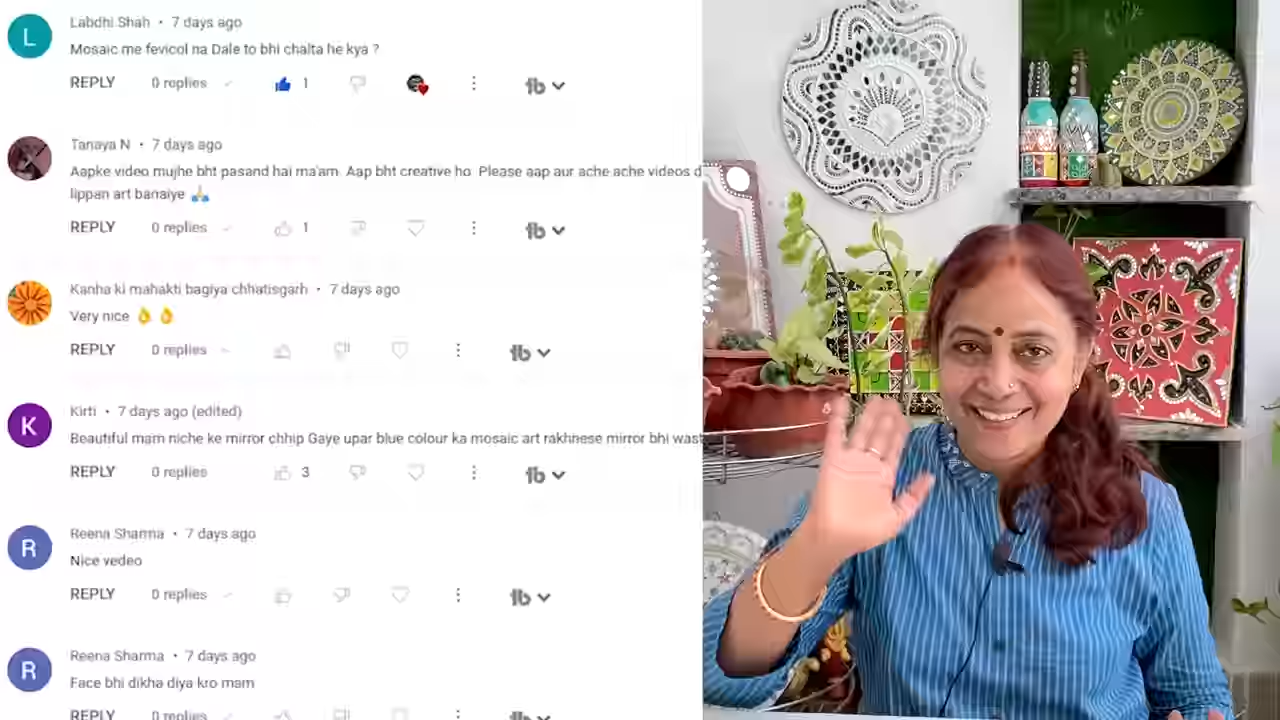 L
Labdhi Shah • 7 days ago
Mosaic me fevicol na Dale to bhi chalta he kya ?
REPLY 0 replies 1
Tanaya N • 7 days ago
Aapke video mujhe bht pasand hai ma'am. Aap bht creative ho. Please aap aur ache ache videos
lippan art banaiye 🙏
REPLY 0 replies 1
Kanha ki mahakti bagiya chhatisgarh • 7 days ago
Very nice 👌 👌
REPLY 0 replies
K
Kirti • 7 days ago (edited)
Beautiful mam niche ke mirror chhip Gaye upar blue colour ka mosaic art rakhnese mirror bhi
REPLY 0 replies 3
R
Reena Sharma • 7 days ago
Nice vedeo
REPLY 0 replies
R
Reena Sharma • 7 days ago
Face bhi dikha diya kro mam
REPLY 0 replies